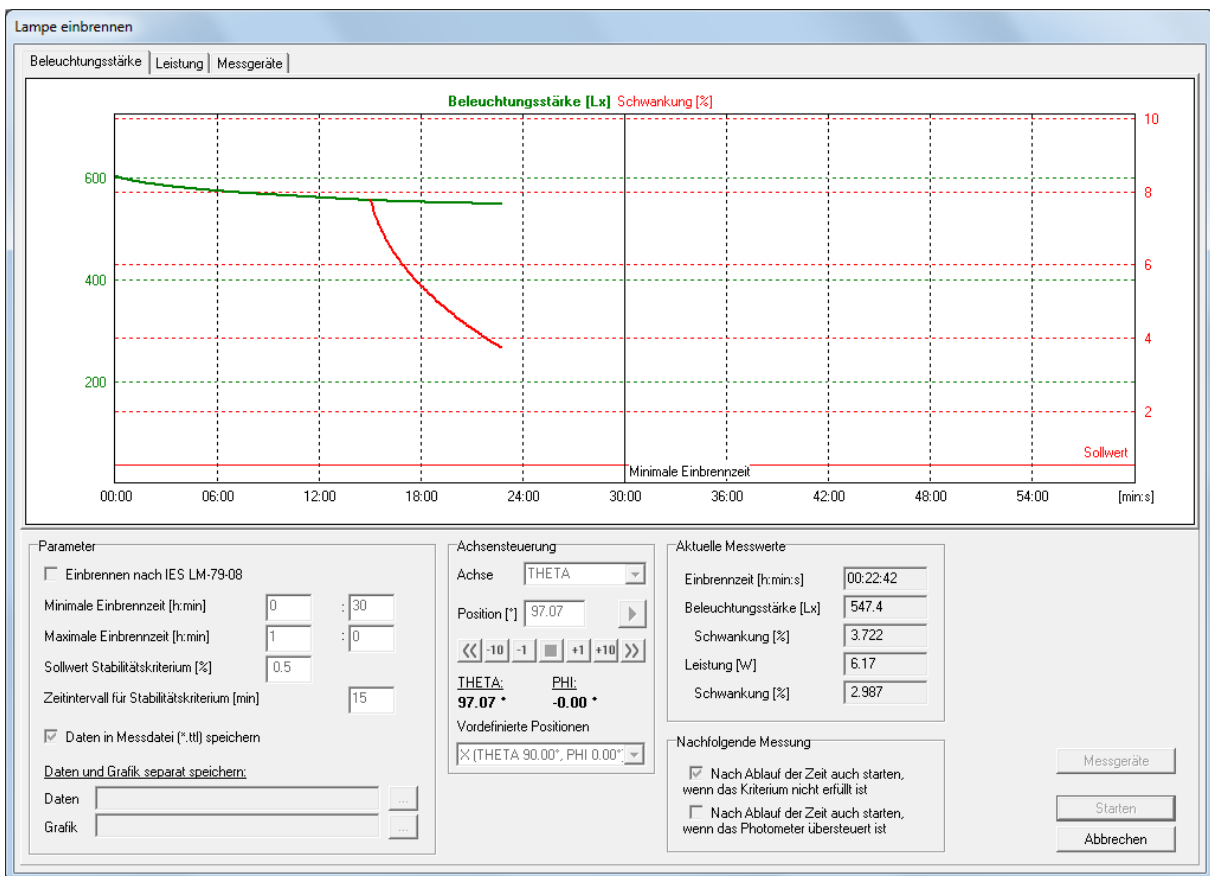 Lampe einbrennen
Beleuchtungsstärke Leistung Messgeräte
Beleuchtungsstärke [Lx] Schwankung [%]
10
600
8
6
400
4
200
2
Sollwert
Minimale Einbrennzeit
00:00 06:00 12:00 18:00 24:00 30:00 36:00 42:00 48:00 54:00 [min:s]
Parameter
Einbrennen nach IES LM-79-08
Minimale Einbrennzeit [h:min] 0 : 30
Maximale Einbrennzeit [h:min] 1 : 0
Sollwert Stabilitätskriterium [%] 0.5
Zeitintervall für Stabilitätskriterium [min] 15
Daten in Messdatei (*.ttl) speichern
Daten und Grafik separat speichern:
Daten ...
Grafik ...
Achsensteuerung
Achse THETA
Position [°] 97.07
-10 -1 +1 +10
THETA: PHI:
97.07 ° -0.00 °
Vordefinierte Positionen
X (THETA 90.00°, PHI 0.00°)
Aktuelle Messwerte
Einbrennzeit [h:min:s] 00:22:42
Beleuchtungsstärke [Lx] 547.4
Schwankung [%] 3.722
Leistung [W] 6.17
Schwankung [%] 2.987
Nachfolgende Messung
Nach Ablauf der Zeit auch starten,
wenn das Kriterium nicht erfüllt ist
Nach Ablauf der Zeit auch starten,
wenn das Photometer übersteuert ist
Messgeräte
Starten
Abbrechen